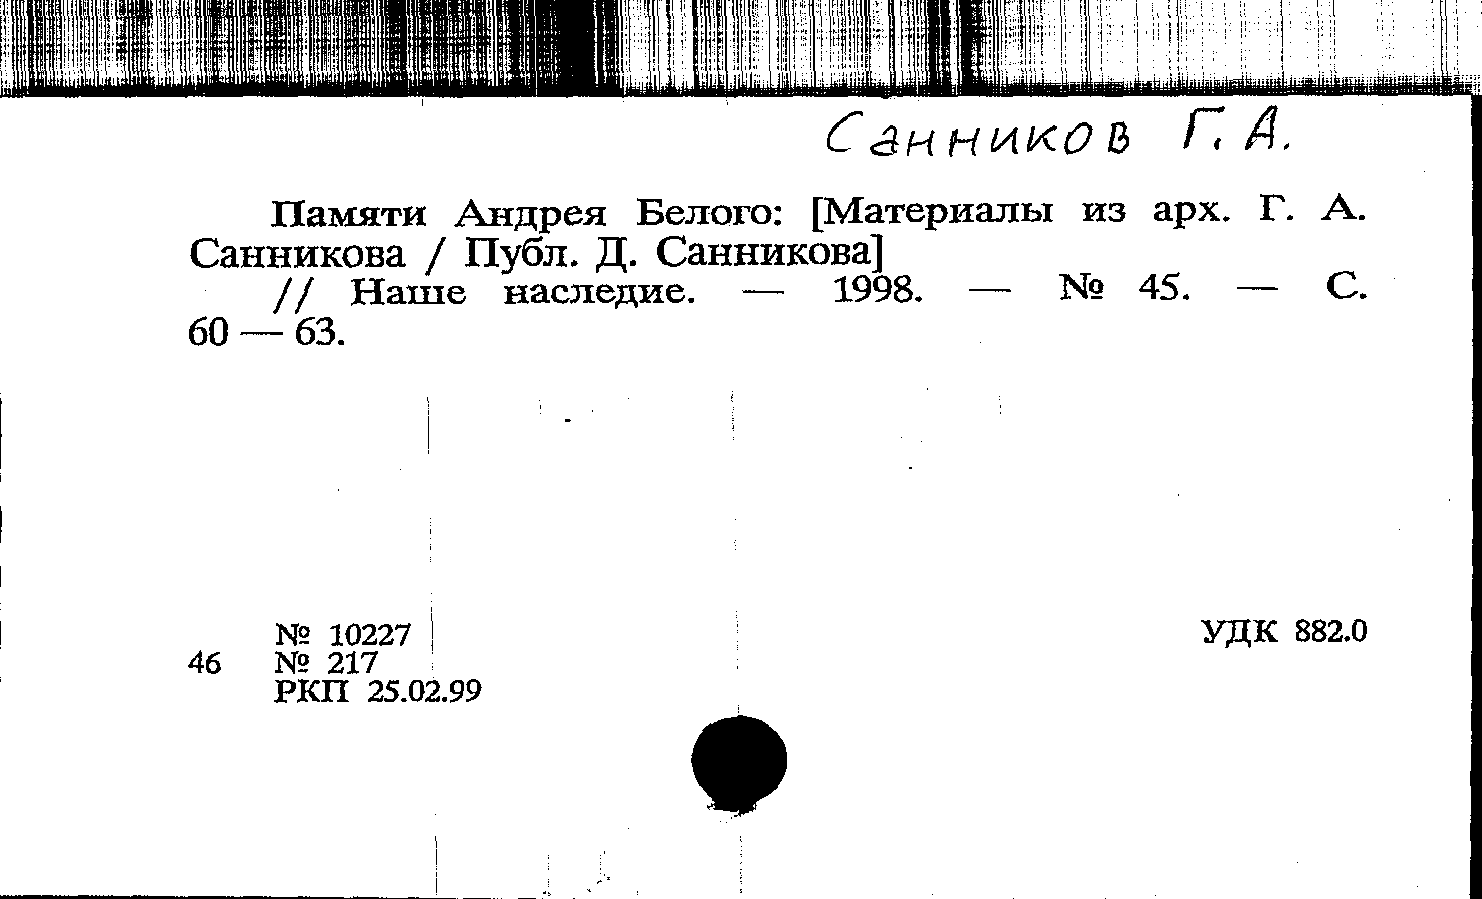 Санников Г. А.
Памяти Андрея Белого: [Материалы из арх. Г. А.
Санникова / Публ. Д. Санникова]
// Наше наследие. — 1998. — № 45. — С.
60 — 63.
№ 10227
УДК 882.0
46 № 217
РКП 25.02.99